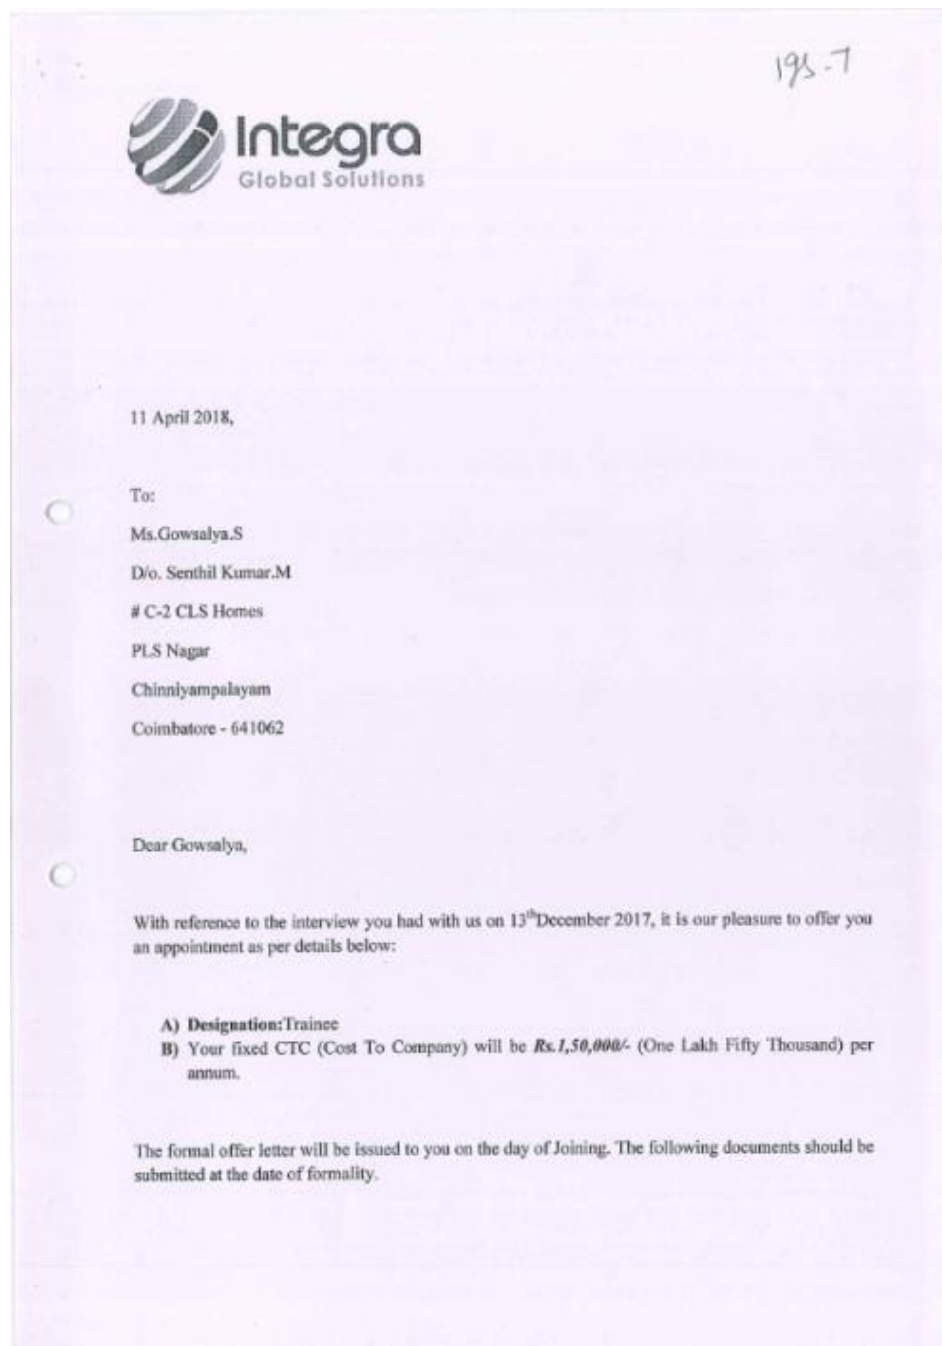 195-7
Integra
Global Solutions
11 April 2018,
To:
Ms.Gowsalya.S
D/o. Senthil Kumar.M
# C-2 CLS Homes
PLS Nagar
Chinniyampalayam
Coimbatore - 641062
Dear Gowsalya,
With reference to the interview you had with us on 13thDecember 2017, it is our pleasure to offer you
an appointment as per details below:
A) Designation:Trainee
B) Your fixed CTC (Cost To Company) will be Rs.1,50,000/- (One Lakh Fifty Thousand) per
annum.
The formal offer letter will be issued to you on the day of Joining. The following documents should be
submitted at the date of formality.